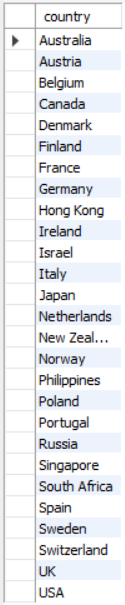 country
Australia
Austria
Belgium
Canada
Denmark
Finland
France
Germany
Hong Kong
Ireland
Israel
Italy
Japan
Netherlands
New Zeal...
Norway
Philippines
Poland
Portugal
Russia
Singapore
South Africa
Spain
Sweden
Switzerland
UK
USA